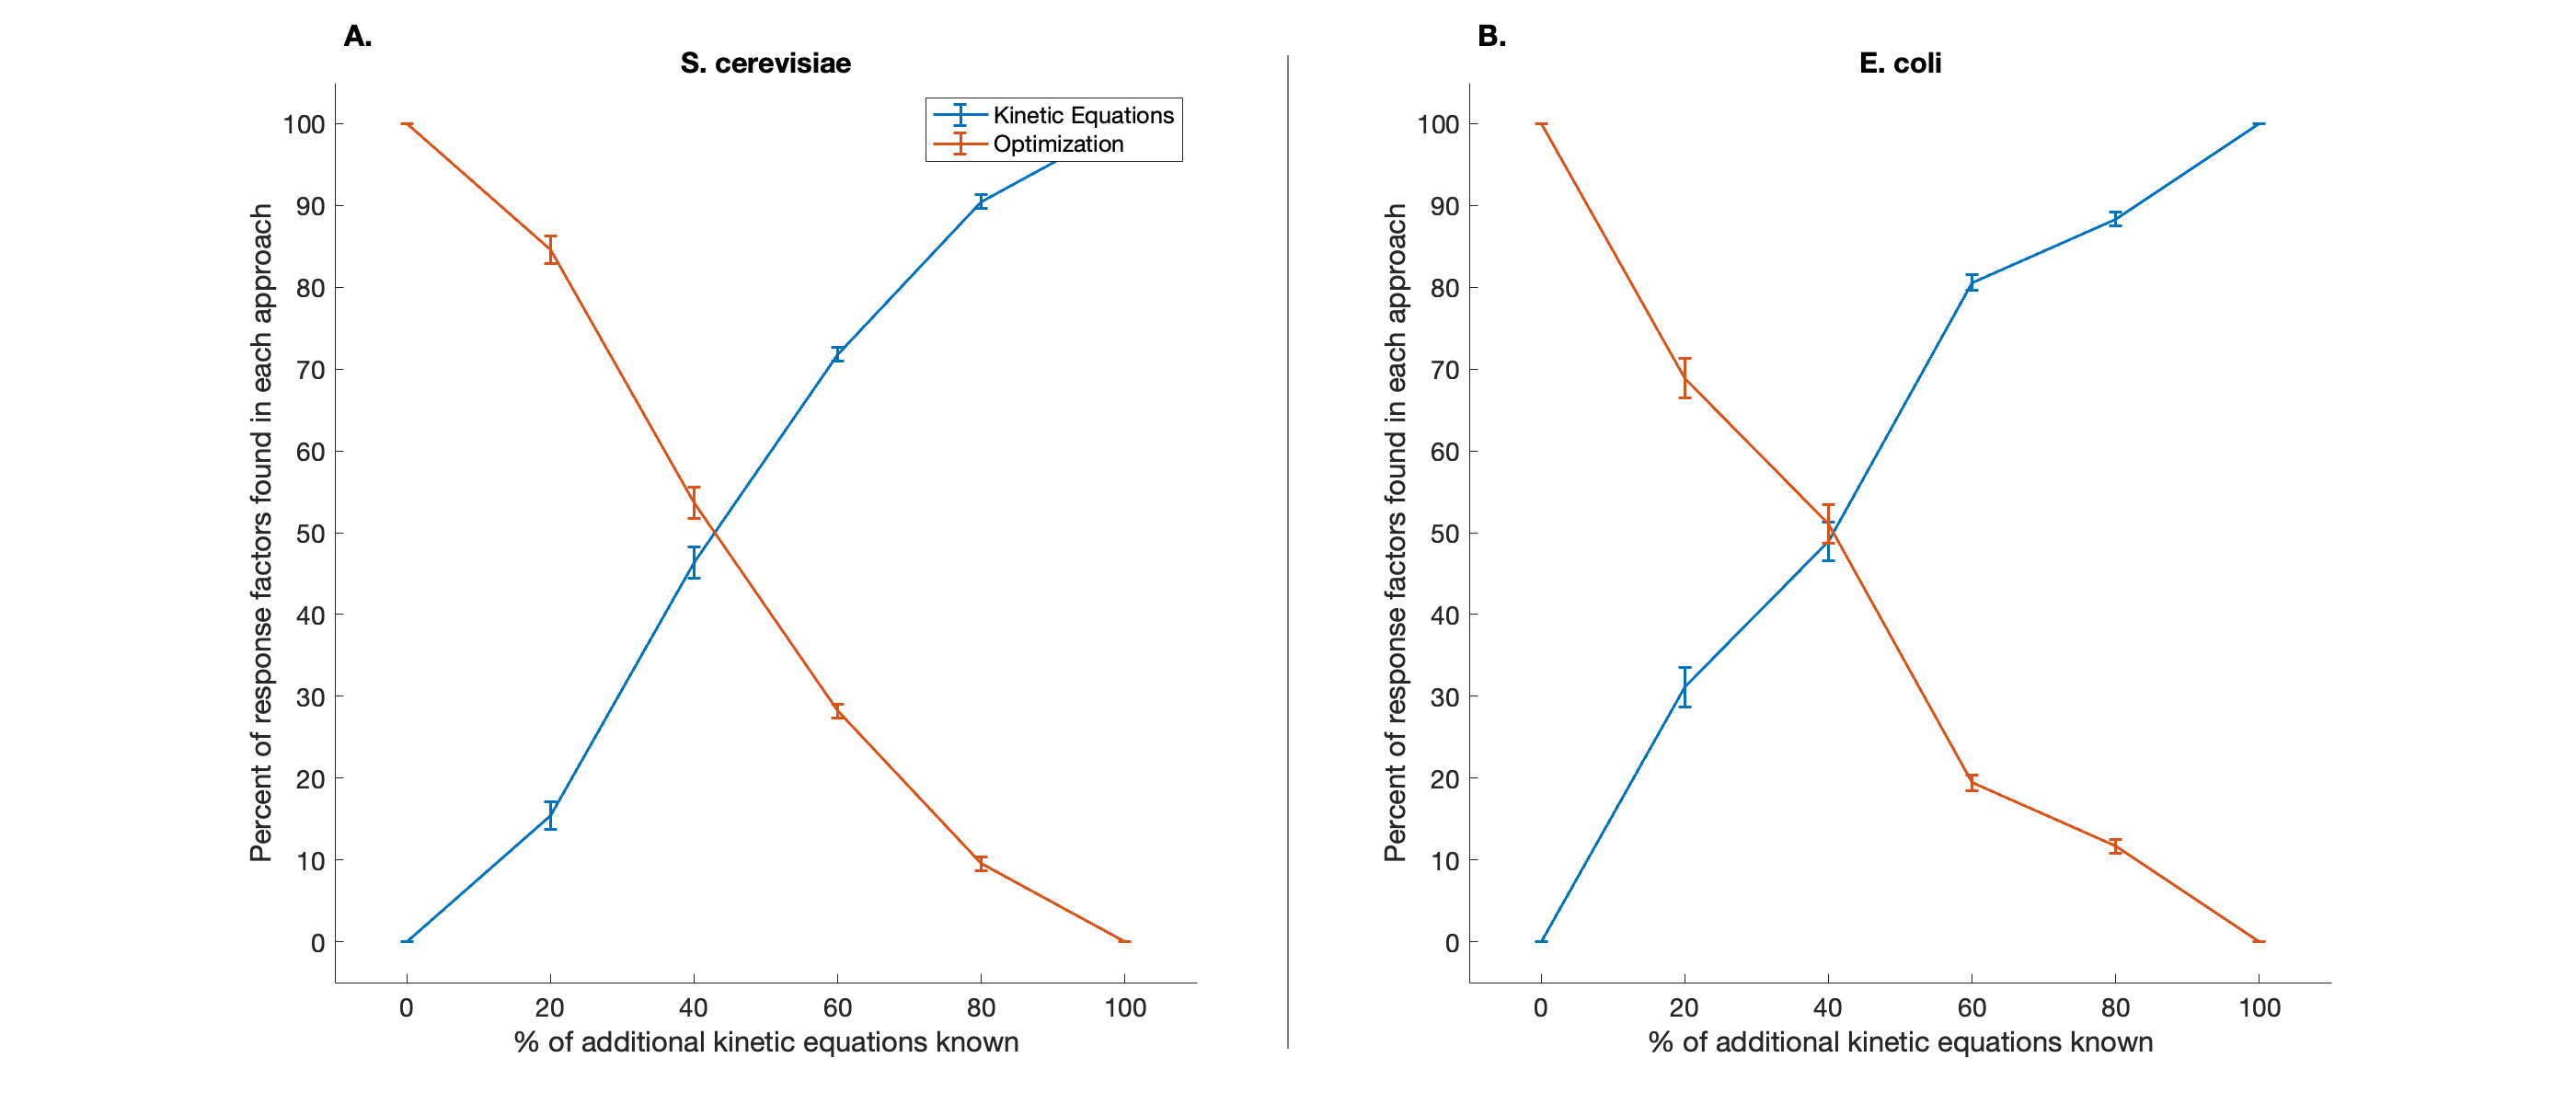 A.
S. cerevisiae
Kinetic Equations
Optimization
100
90
80
70
60
50
40
30
20
10
0
Percent of response factors found in each approach
0 20 40 60 80 100
% of additional kinetic equations known
B.
E. coli
100
90
80
70
60
50
40
30
20
10
0
Percent of response factors found in each approach
0 20 40 60 80 100
% of additional kinetic equations known